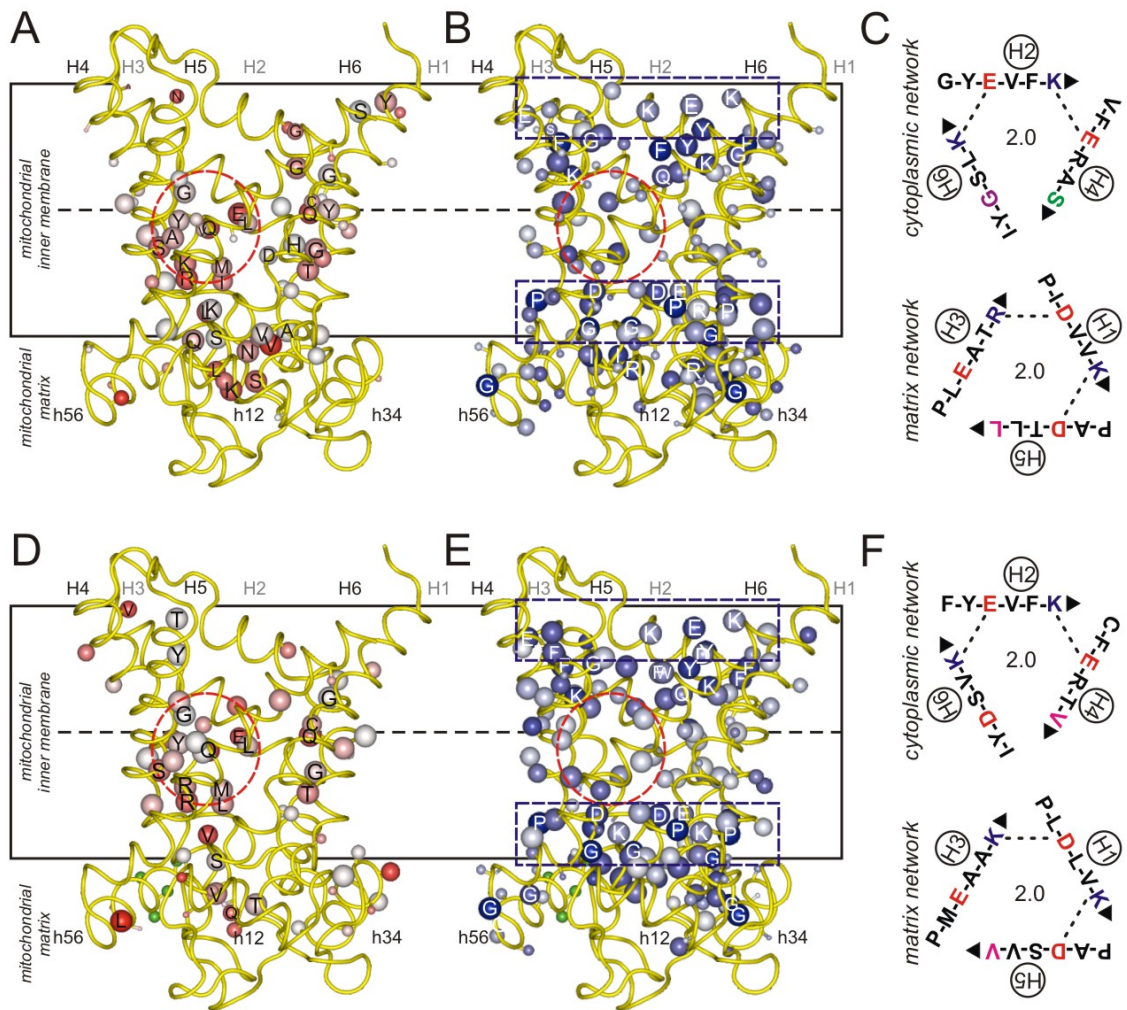 A
H4 H3 H5 H2 H6 H1
mitochondrial
inner membrane
mitochondrial
matrix
N
S Y
G
G
G
G
C
E
L
Q Y
Y
Q
S A
H
D
G
T
K
R
M
I
K
Q S
N
V
A
L
K S
h56 h12 h34
B
H4 H3 H5 H2 H6 H1
K E K
E
S
F G
F Y Y
K
G F
K
Q
D
D E
P
P
R P
G
G
G
I I R
R
G
G
h56 h12 h34
C
cytoplasmic network
H2
G-Y-E-V-F-K
V-F-E-R-A-S
H4
I-Y-G-S-L-K
H6
2.0
matrix network
H3
P-L-E-A-T-R
P-I-D-V-V-K
H1
2.0
P-A-D-T-L-L
H5
D
H4 H3 H5 H2 H6 H1
mitochondrial
inner membrane
mitochondrial
matrix
V
T
Y
G
G
C
E
L
Q
Y
Q
S
G
T
R
R
M
L
V
S
V
Q T
L
h56 h12 h34
E
H4 H3 H5 H2 H6 H1
K E K
E
F
F G
W Y
K
F
K
Q
D
D E
P
K
P
K P
G
G
G
G
G
G
h56 h12 h34
F
cytoplasmic network
H2
F-Y-E-V-F-K
C-F-E-R-T-V
H4
I-Y-D-S-V-K
H6
2.0
matrix network
H3
P-M-E-A-A-K
P-L-D-L-V-K
H1
2.0
P-A-D-S-V-V
H5